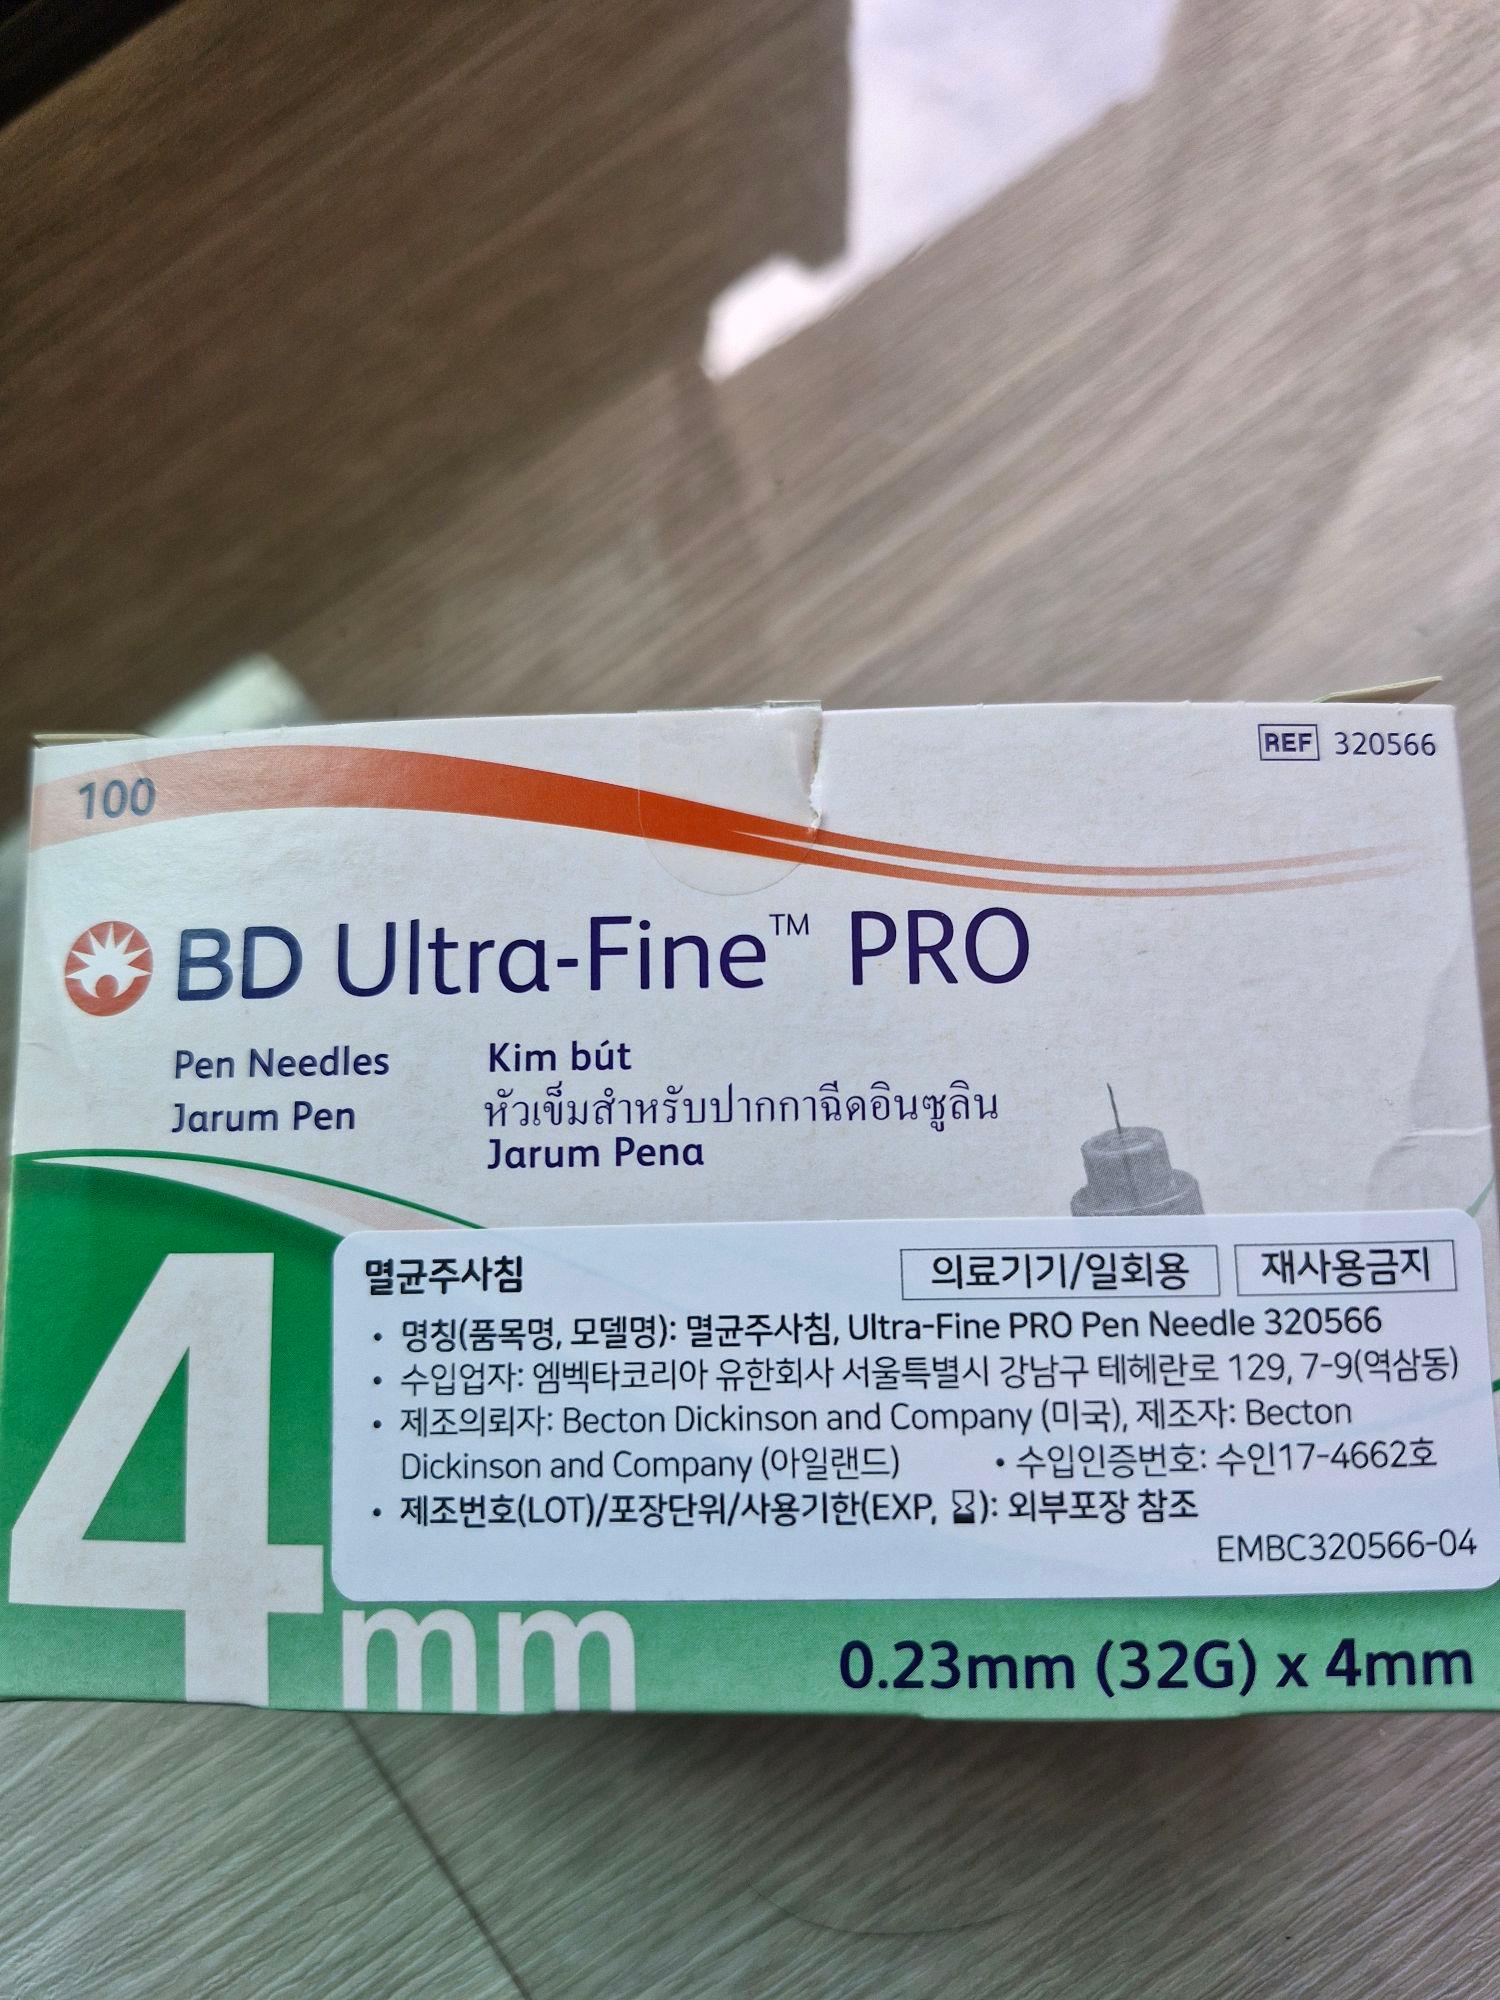 REF 320566
100
BD Ultra-Fine™ PRO
Pen Needles
Jarum Pen
Kim bút
หัวเข็มสำหรับปากกาฉีดอินซูลิน
Jarum Pena
멸균주사침
의료기기/일회용
재사용금지
• 명칭(품목명, 모델명): 멸균주사침, Ultra-Fine PRO Pen Needle 320566
• 수입업자: 엠벡타코리아 유한회사 서울특별시 강남구 테헤란로 129, 7-9(역삼동)
• 제조의뢰자: Becton Dickinson and Company (미국), 제조자: Becton
Dickinson and Company (아일랜드) • 수입인증번호: 수인17-4662호
• 제조번호(LOT)/포장단위/사용기한(EXP, ⌛): 외부포장 참조
EMBC320566-04
4mm
0.23mm (32G) x 4mm